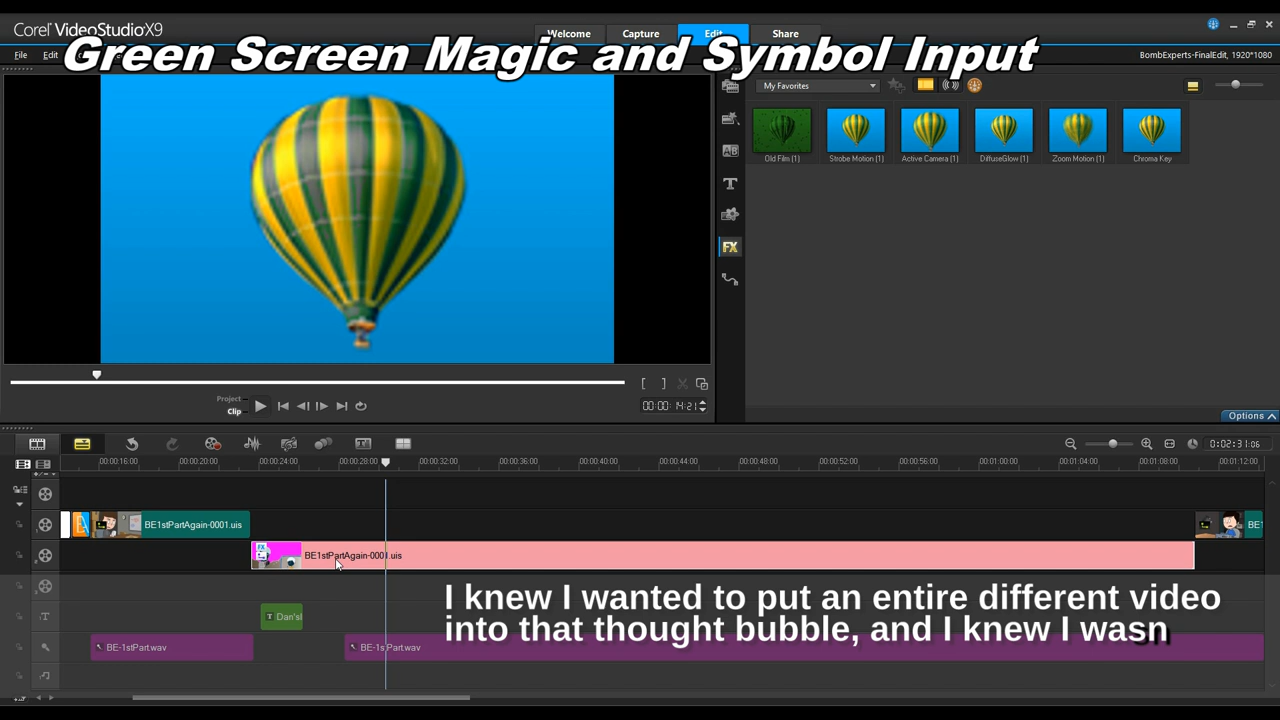 Corel VideoStudio X9
Welcome
Capture
Edit
Share
File
Edit
BombExperts-FinalEdit, 1920*1080
Green Screen Magic and Symbol Input
My Favorites
Old Film (1)
Strobe Motion (1)
Active Camera (1)
DiffuseGlow (1)
Zoom Motion (1)
Chroma Key
AB
T
FX
Project
Clip
00:00: 14:21
Options
0:02:31:06
00:00:16:00
00:00:20:00
00:00:24:00
00:00:28:00
00:00:32:00
00:00:36:00
00:00:40:00
00:00:44:00
00:00:48:00
00:00:52:00
00:00:56:00
00:01:00:00
00:01:04:00
00:01:08:00
00:01:12:00
BE1stPartAgain-0001.uis
BE1
BE1stPartAgain-0001.uis
I knew I wanted to put an entire different video
into that thought bubble, and I knew I wasn
Dan's
BE-1stPart.wav
BE-1stPart.wav